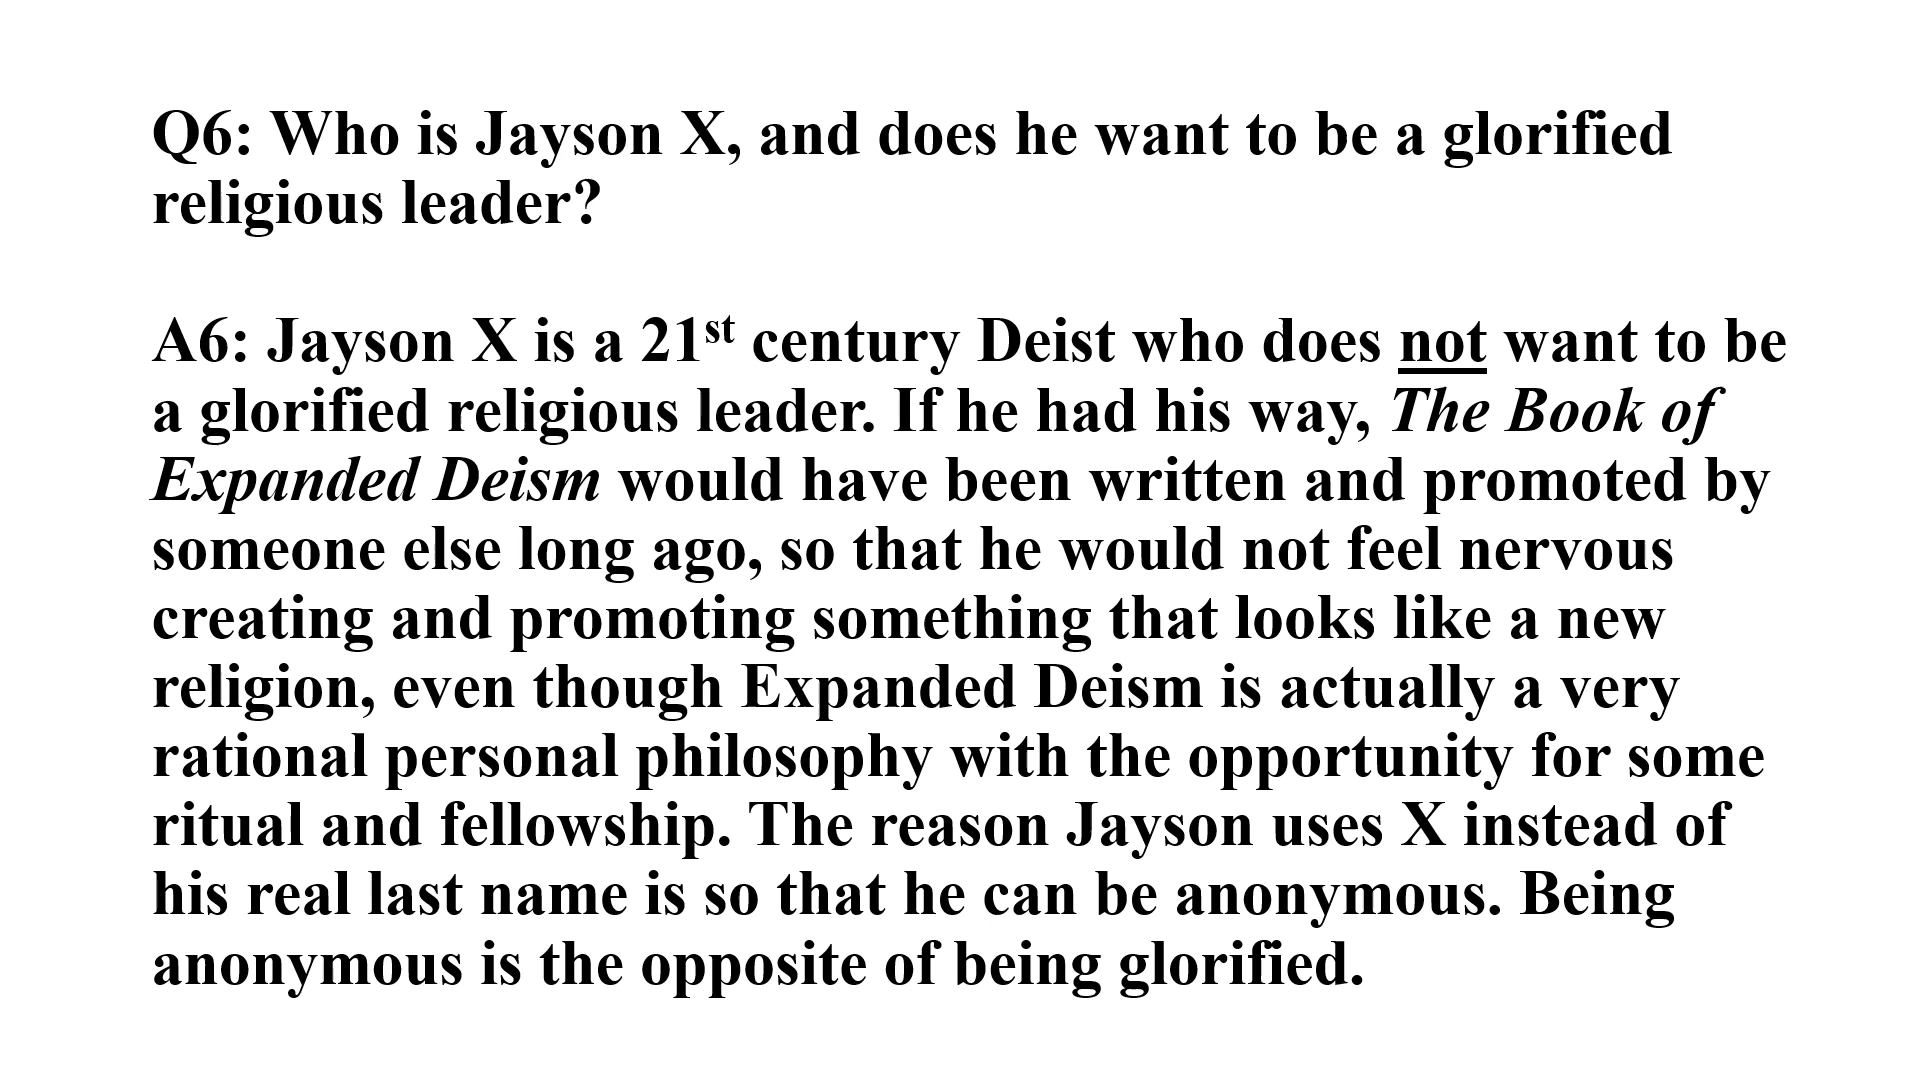 Q6: Who is Jayson X, and does he want to be a glorified
religious leader?
A6: Jayson X is a 21st century Deist who does not want to be
a glorified religious leader. If he had his way, The Book of
Expanded Deism would have been written and promoted by
someone else long ago, so that he would not feel nervous
creating and promoting something that looks like a new
religion, even though Expanded Deism is actually a very
rational personal philosophy with the opportunity for some
ritual and fellowship. The reason Jayson uses X instead of
his real last name is so that he can be anonymous. Being
anonymous is the opposite of being glorified.